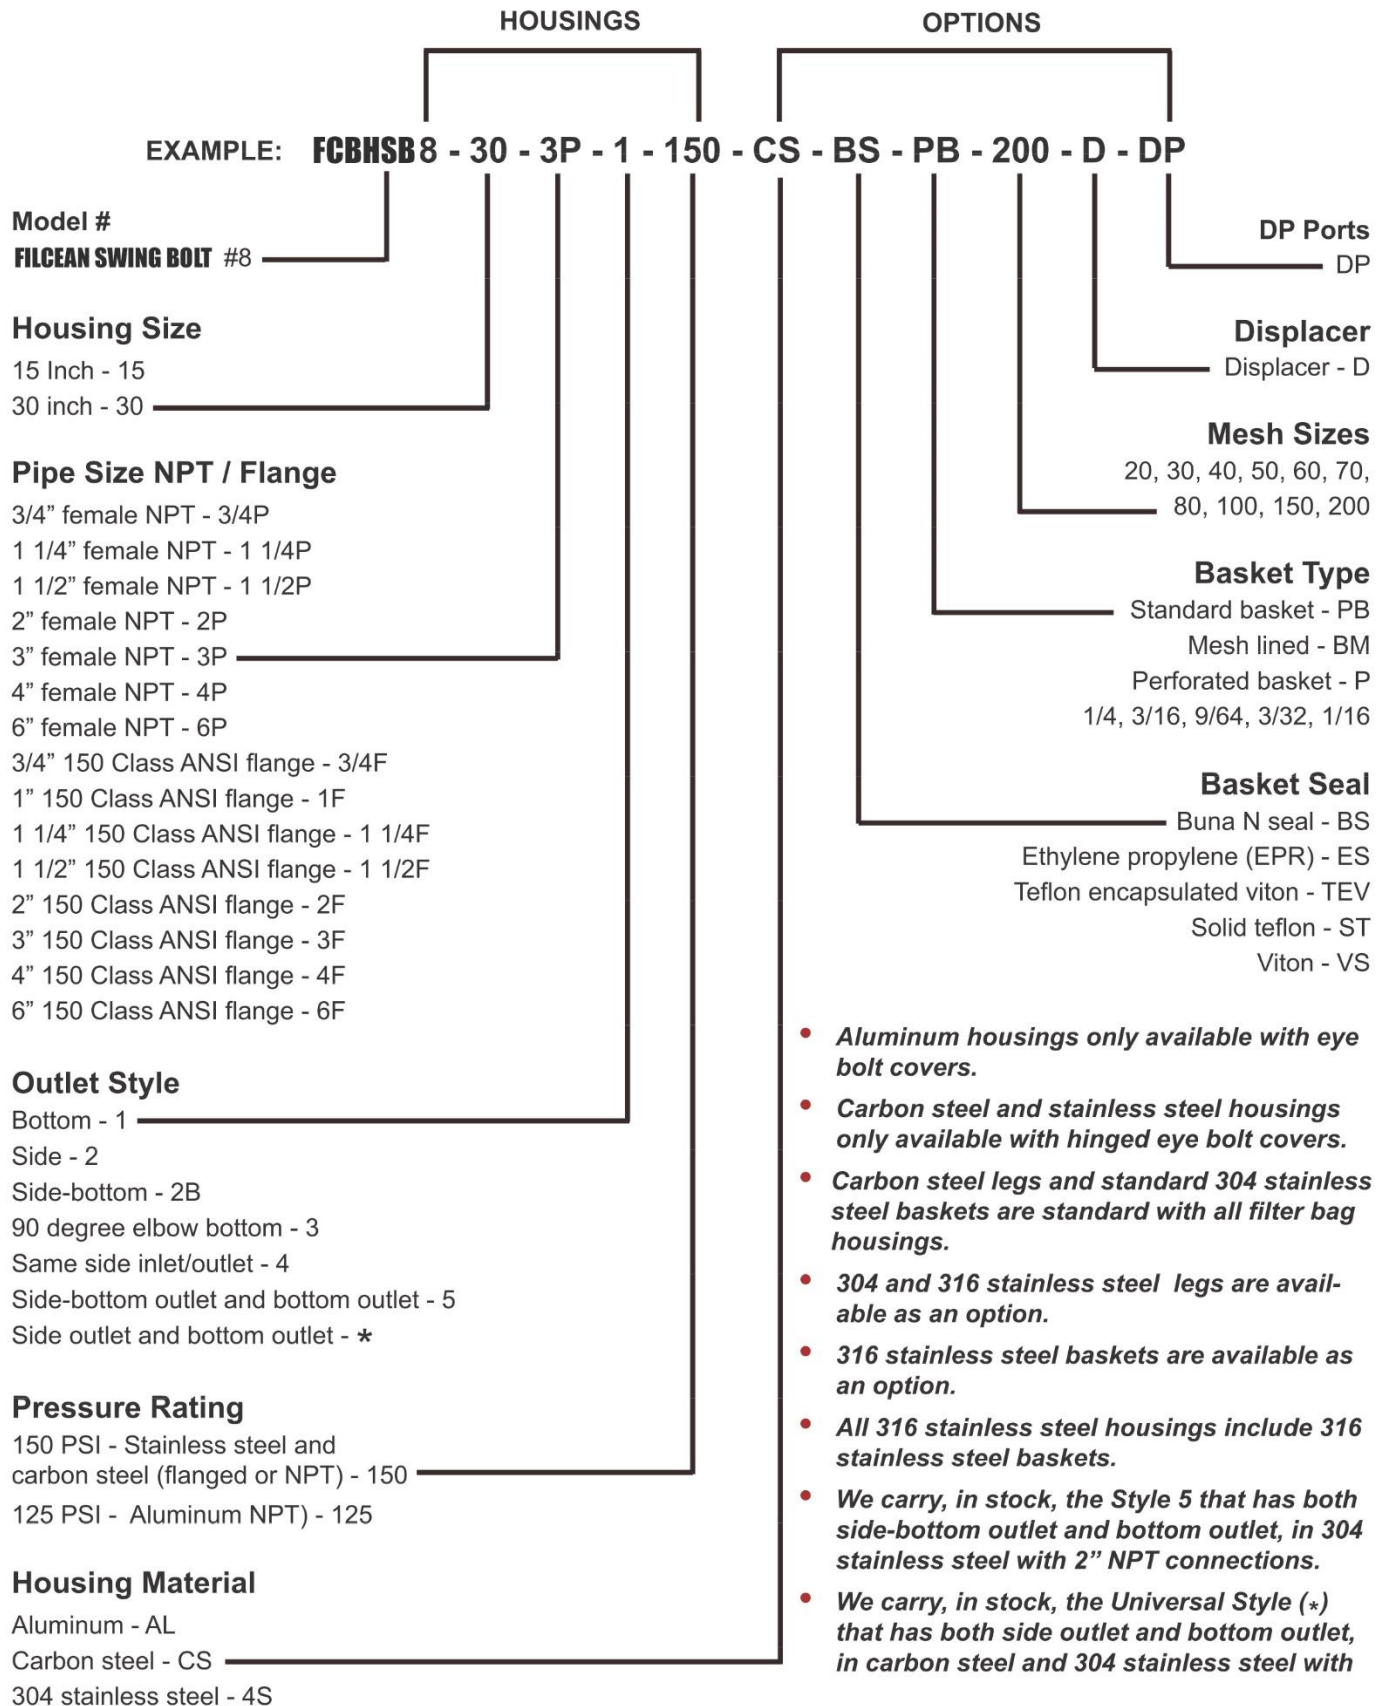 HOUSINGS
OPTIONS
EXAMPLE: FCBHSB8 - 30 - 3P - 1 - 150 - CS - BS - PB - 200 - D - DP
Model #
FILCEAN SWING BOLT #8
Housing Size
15 Inch - 15
30 inch - 30
Pipe Size NPT / Flange
3/4” female NPT - 3/4P
1 1/4” female NPT - 1 1/4P
1 1/2” female NPT - 1 1/2P
2” female NPT - 2P
3” female NPT - 3P
4” female NPT - 4P
6” female NPT - 6P
3/4” 150 Class ANSI flange - 3/4F
1” 150 Class ANSI flange - 1F
1 1/4” 150 Class ANSI flange - 1 1/4F
1 1/2” 150 Class ANSI flange - 1 1/2F
2” 150 Class ANSI flange - 2F
3” 150 Class ANSI flange - 3F
4” 150 Class ANSI flange - 4F
6” 150 Class ANSI flange - 6F
Outlet Style
Bottom - 1
Side - 2
Side-bottom - 2B
90 degree elbow bottom - 3
Same side inlet/outlet - 4
Side-bottom outlet and bottom outlet - 5
Side outlet and bottom outlet - *
Pressure Rating
150 PSI - Stainless steel and
carbon steel (flanged or NPT) - 150
125 PSI - Aluminum NPT) - 125
Housing Material
Aluminum - AL
Carbon steel - CS
304 stainless steel - 4S
DP Ports
DP
Displacer
Displacer - D
Mesh Sizes
20, 30, 40, 50, 60, 70,
80, 100, 150, 200
Basket Type
Standard basket - PB
Mesh lined - BM
Perforated basket - P
1/4, 3/16, 9/64, 3/32, 1/16
Basket Seal
Buna N seal - BS
Ethylene propylene (EPR) - ES
Teflon encapsulated viton - TEV
Solid teflon - ST
Viton - VS
• Aluminum housings only available with eye
bolt covers.
• Carbon steel and stainless steel housings
only available with hinged eye bolt covers.
• Carbon steel legs and standard 304 stainless
steel baskets are standard with all filter bag
housings.
• 304 and 316 stainless steel legs are avail-
able as an option.
• 316 stainless steel baskets are available as
an option.
• All 316 stainless steel housings include 316
stainless steel baskets.
• We carry, in stock, the Style 5 that has both
side-bottom outlet and bottom outlet, in 304
stainless steel with 2” NPT connections.
• We carry, in stock, the Universal Style (*)
that has both side outlet and bottom outlet,
in carbon steel and 304 stainless steel with